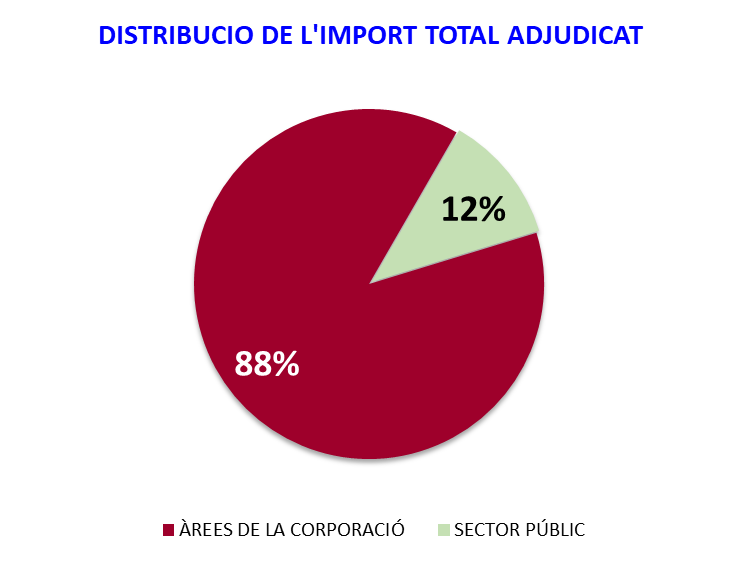 DISTRIBUCIO DE L'IMPORT TOTAL ADJUDICAT
12%
88%
ÀREES DE LA CORPORACIÓ
SECTOR PÚBLIC